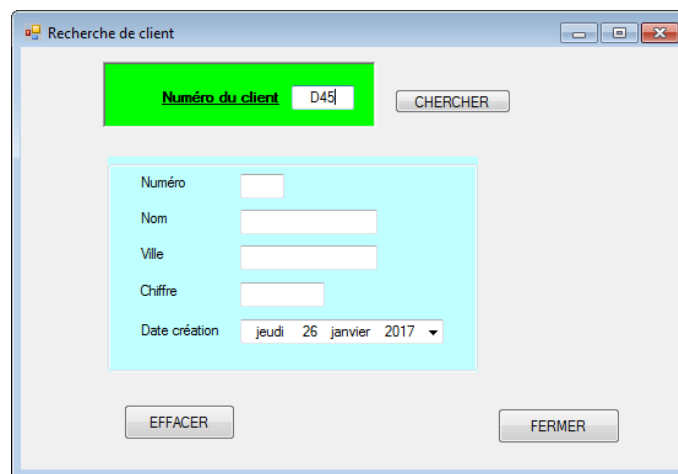 Recherche de client
Numéro du client D45 CHERCHER
Numéro
Nom
Ville
Chiffre
Date création jeudi 26 janvier 2017
EFFACER FERMER